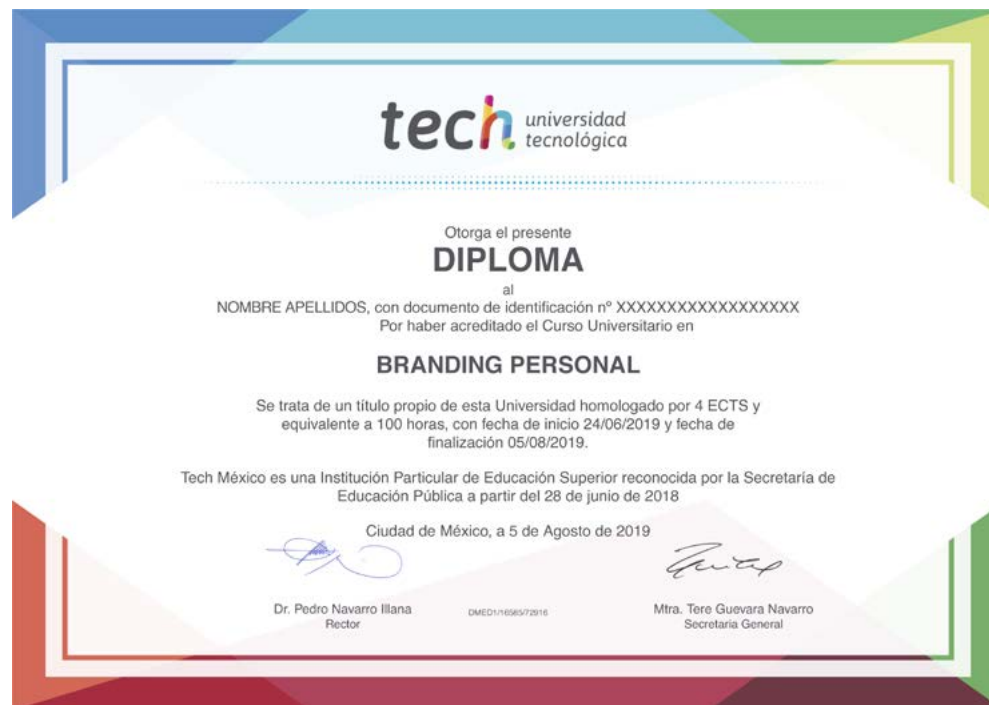 tech universidad
tecnológica
Otorga el presente
DIPLOMA
al
NOMBRE APELLIDOS, con documento de identificación nº XXXXXXXXXXXXXXXXXX
Por haber acreditado el Curso Universitario en
BRANDING PERSONAL
Se trata de un título propio de esta Universidad homologado por 4 ECTS y
equivalente a 100 horas, con fecha de inicio 24/06/2019 y fecha de
finalización 05/08/2019.
Tech México es una Institución Particular de Educación Superior reconocida por la Secretaría de
Educación Pública a partir del 28 de junio de 2018
Ciudad de México, a 5 de Agosto de 2019
Dr. Pedro Navarro Illana
Rector
DMED1/16585/72916
Mtra. Tere Guevara Navarro
Secretaria General